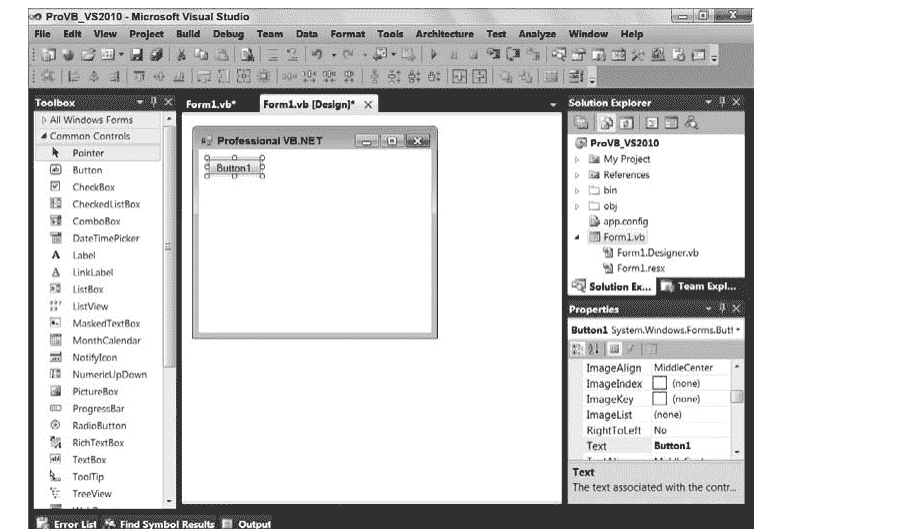 ProVB_VS2010 - Microsoft Visual Studio
File Edit View Project Build Debug Team Data Format Tools Architecture Test Analyze Window Help
Toolbox
All Windows Forms
Common Controls
Pointer
Button
CheckBox
CheckedListBox
ComboBox
DateTimePicker
Label
LinkLabel
ListBox
ListView
MaskedTextBox
MonthCalendar
NotifyIcon
NumericUpDown
PictureBox
ProgressBar
RadioButton
RichTextBox
TextBox
ToolTip
TreeView
Form1.vb* Form1.vb [Design]*
Professional VB.NET
Button1
Solution Explorer
ProVB_VS2010
My Project
References
bin
obj
app.config
Form1.vb
Form1.Designer.vb
Form1.resx
Solution Ex... Team Expl...
Properties
Button1 System.Windows.Forms.Butt
ImageAlign MiddleCenter
ImageIndex (none)
ImageKey (none)
ImageList (none)
RightToLeft No
Text Button1
Text
The text associated with the contr...
Error List Find Symbol Results Output